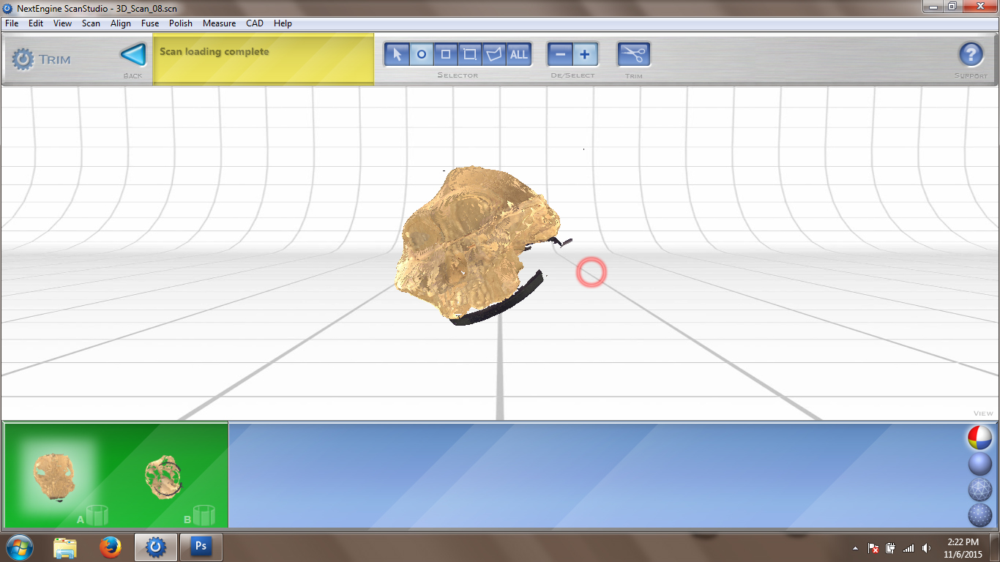 NextEngine ScanStudio - 3D_Scan_08.scn
File Edit View Scan Align Fuse Polish Measure CAD Help
TRIM
BACK
Scan loading complete
ALL
SELECTOR
DE/SELECT
TRIM
?
SUPPORT
VIEW
A
B
Ps
2:22 PM
11/6/2015